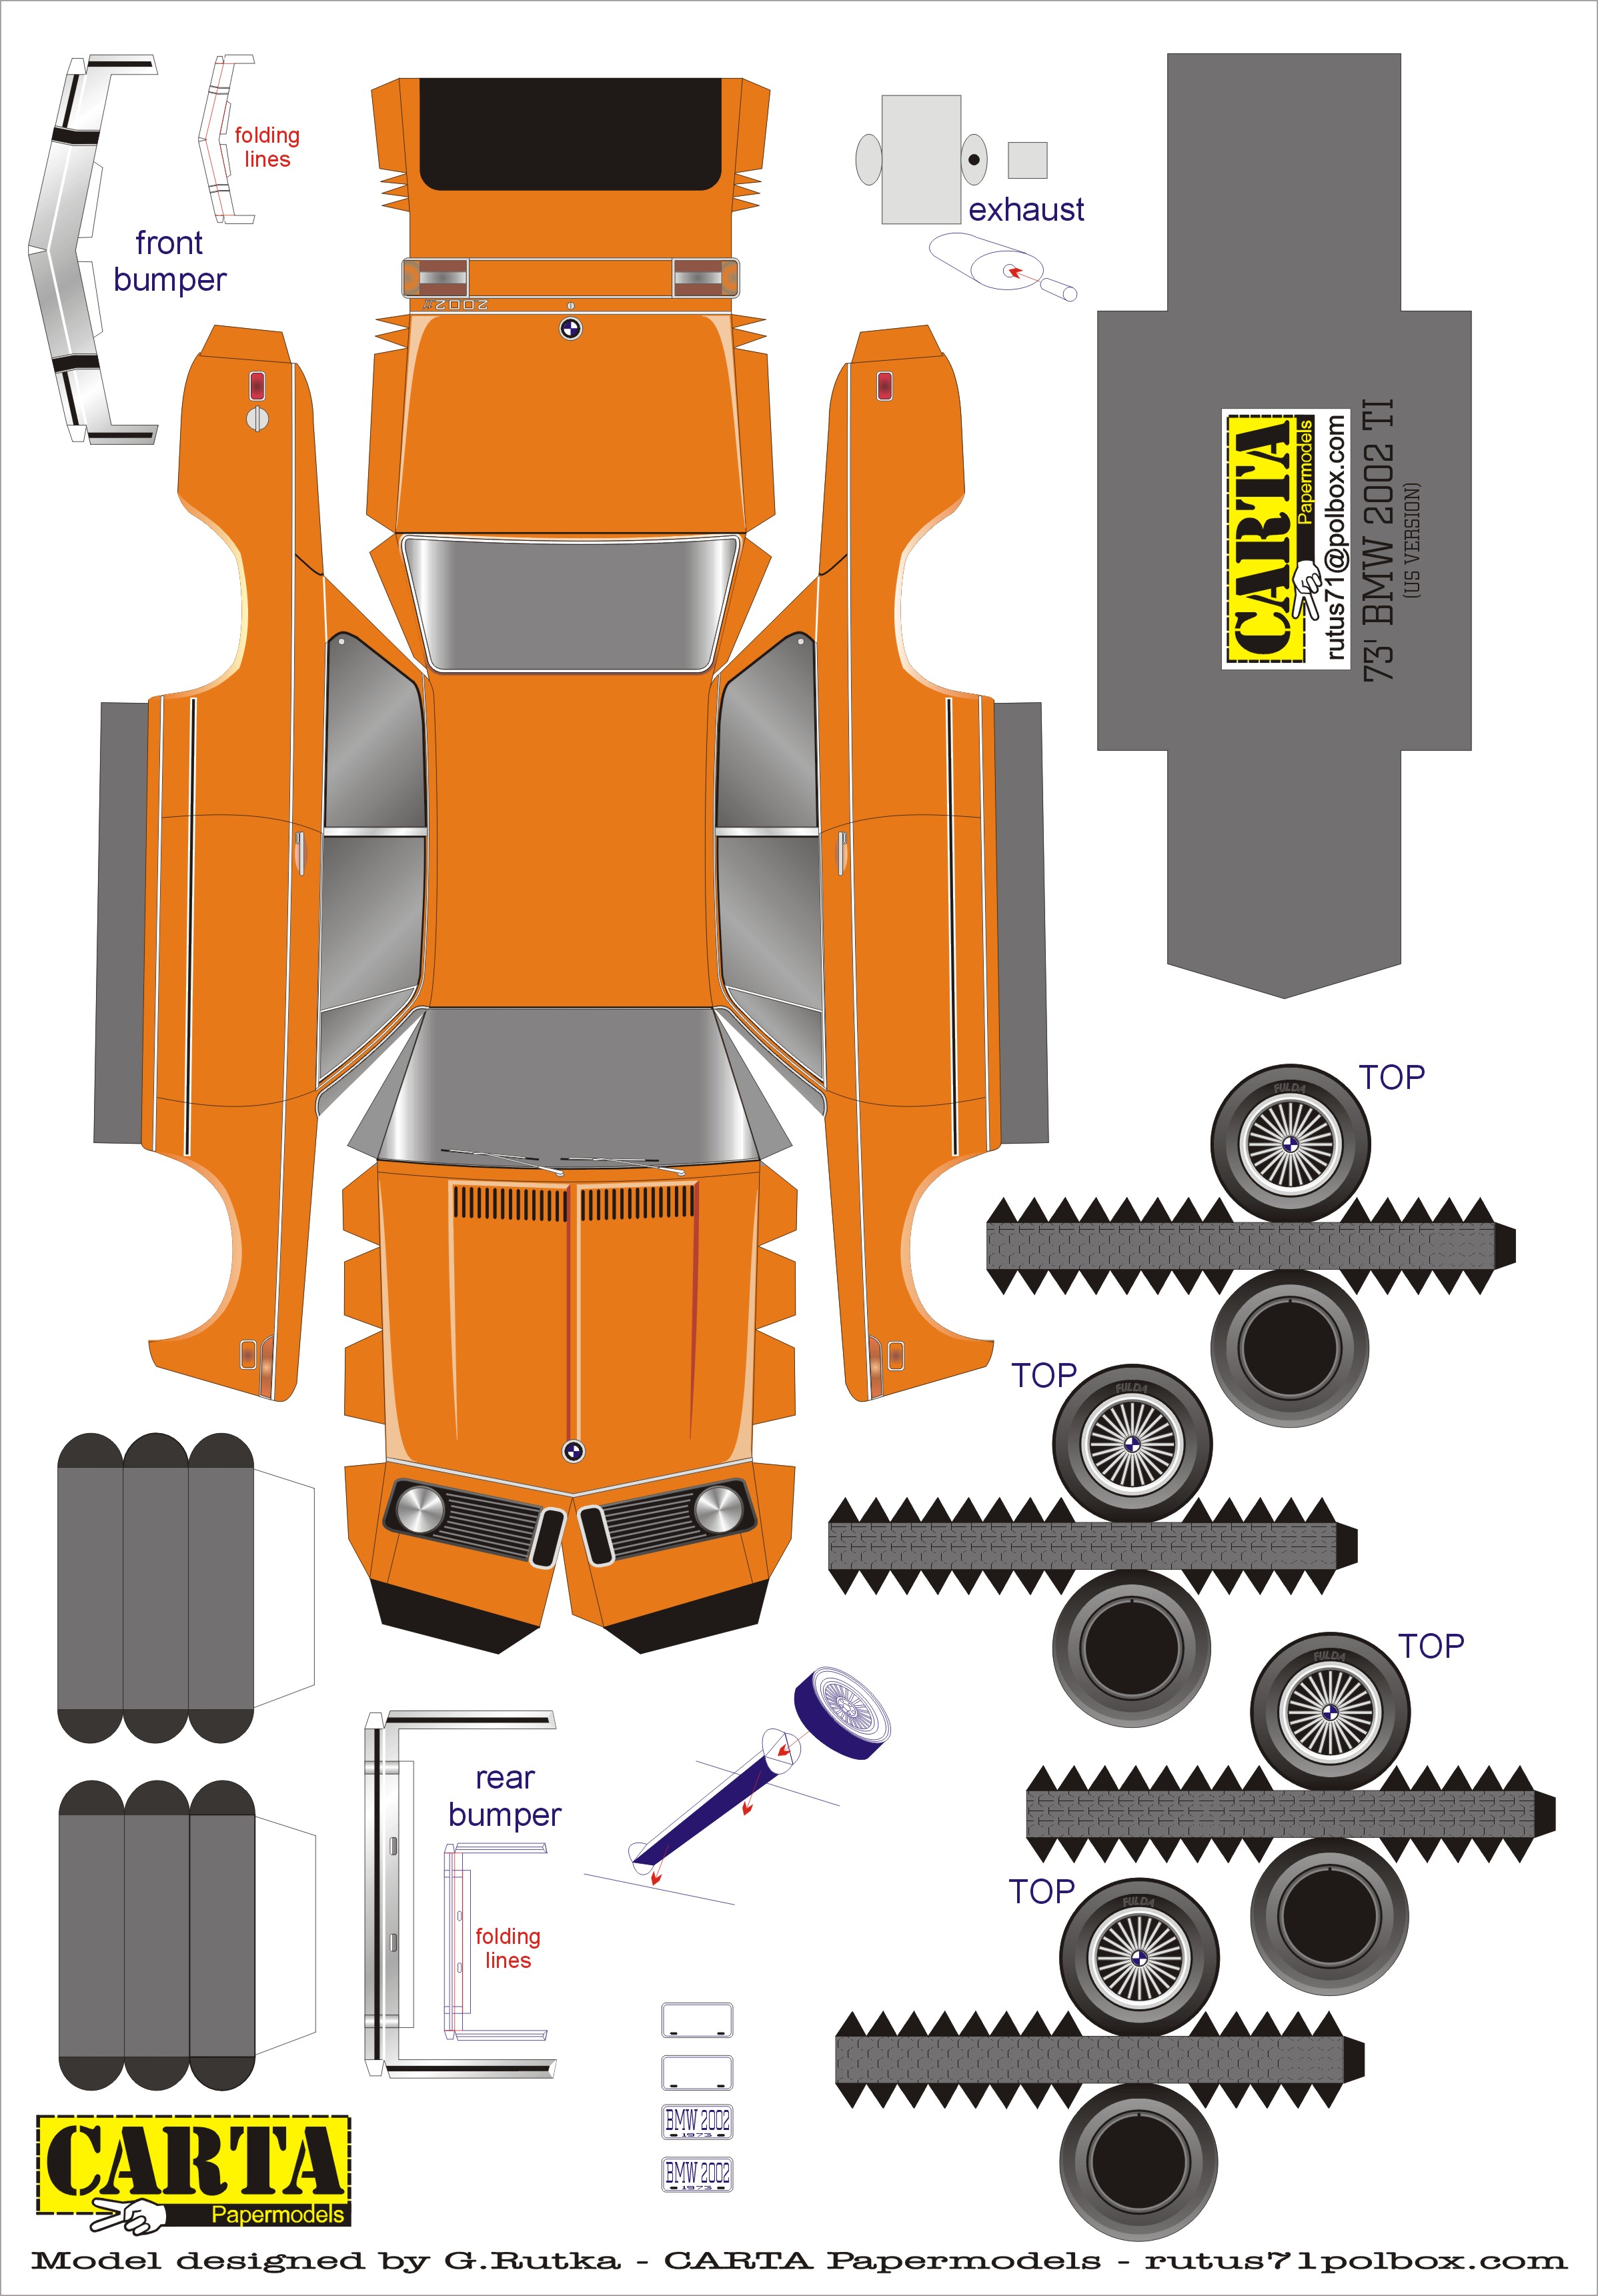 folding
lines
front
bumper
exhaust
2002
CARTA
Papermodels
rutus71@polbox.com
73' BMW 2002 TI
(US VERSION)
TOP
FULDA
TOP
FULDA
TOP
FULDA
TOP
FULDA
rear
bumper
folding
lines
BMW 2002
1973
BMW 2002
1973
CARTA
Papermodels
Model designed by G.Rutka - CARTA Papermodels - rutus71polbox.com